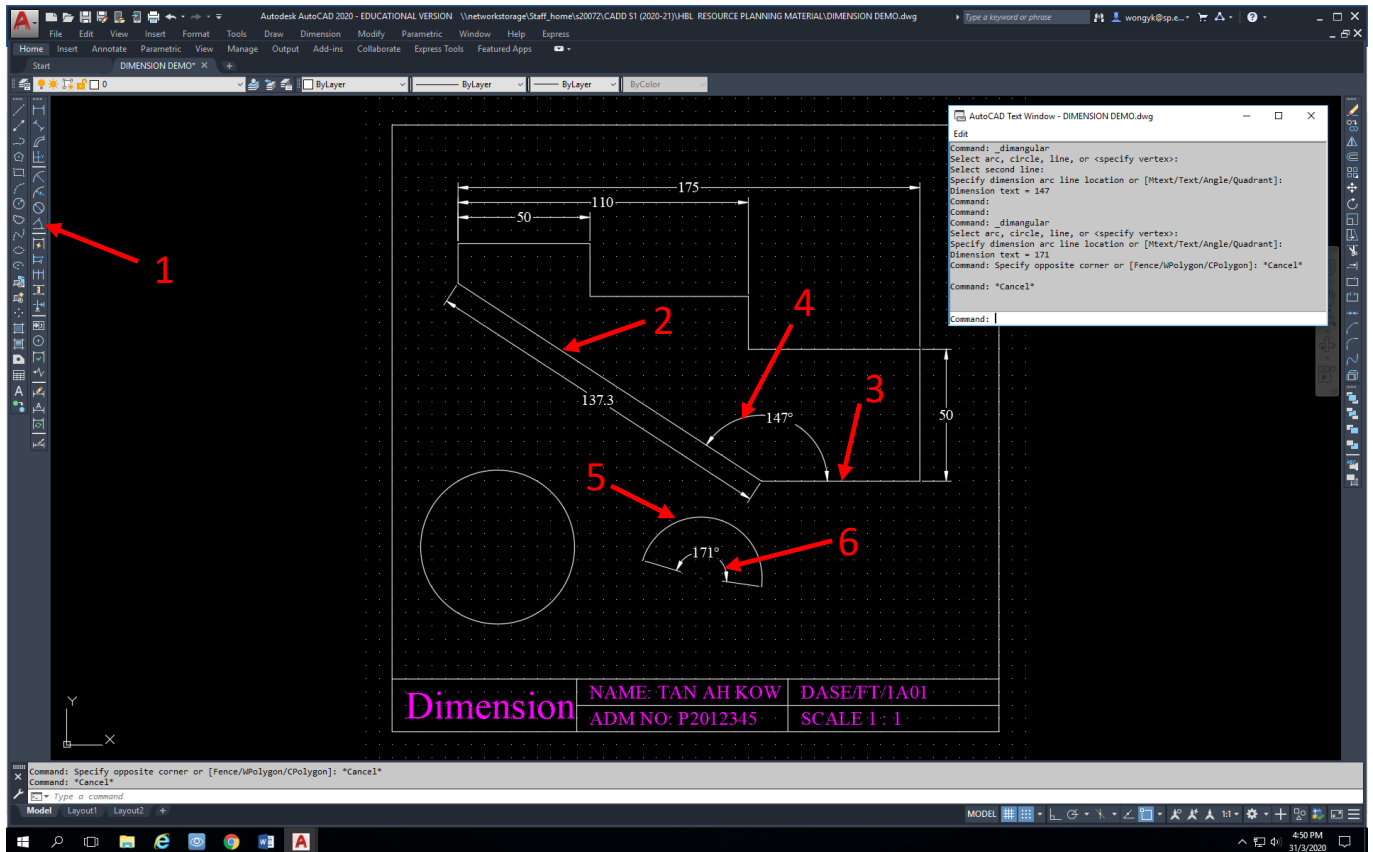 Autodesk AutoCAD 2020 - EDUCATIONAL VERSION \\networkstorage\Staff_home\s20072\CADD S1 (2020-21)\HBL RESOURCE PLANNING MATERIAL\DIMENSION DEMO.dwg
Type a keyword or phrase
wongyk@sp.e...
File Edit View Insert Format Tools Draw Dimension Modify Parametric Window Help Express
Home Insert Annotate Parametric View Manage Output Add-ins Collaborate Express Tools Featured Apps
Start DIMENSION DEMO* +
0 ByLayer ByLayer ByLayer ByColor
AutoCAD Text Window - DIMENSION DEMO.dwg
Edit
Command: _dimangular
Select arc, circle, line, or <specify vertex>:
Select second line:
Specify dimension arc line location or [Mtext/Text/Angle/Quadrant]:
Dimension text = 147
Command:
Command:
Command: _dimangular
Select arc, circle, line, or <specify vertex>:
Specify dimension arc line location or [Mtext/Text/Angle/Quadrant]:
Dimension text = 171
Command: Specify opposite corner or [Fence/WPolygon/CPolygon]: *Cancel*
Command: *Cancel*
Command:
175
110
50
1
2
4
3
137.3
147°
50
5
171°
6
Dimension
NAME: TAN AH KOW
DASE/FT/1A01
ADM NO: P2012345
SCALE 1 : 1
Y
X
Command: Specify opposite corner or [Fence/WPolygon/CPolygon]: *Cancel*
Command: *Cancel*
Type a command
Model Layout1 Layout2 +
MODEL 1:1
4:50 PM
31/3/2020